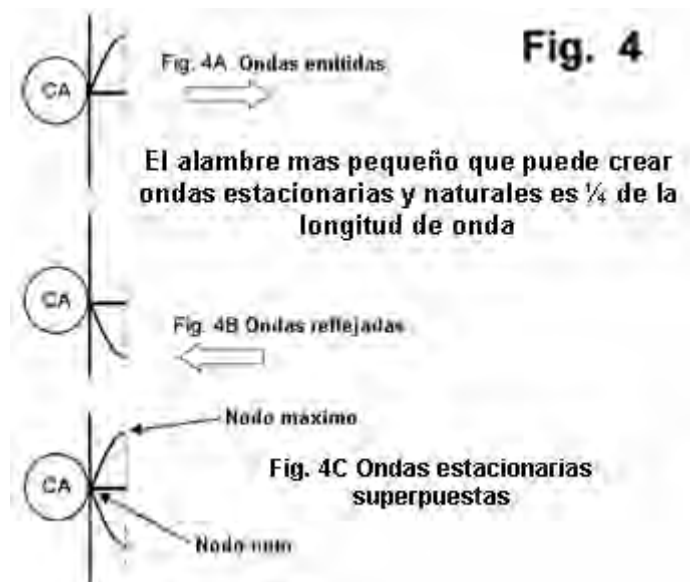 Fig. 4
Fig. 4A Ondas emitidas
CA
El alambre mas pequeño que puede crear
ondas estacionarias y naturales es ¼ de la
longitud de onda
CA
Fig. 4B Ondas reflejadas
Nodo maximo
CA
Fig. 4C Ondas estacionarias
superpuestas
Nodo